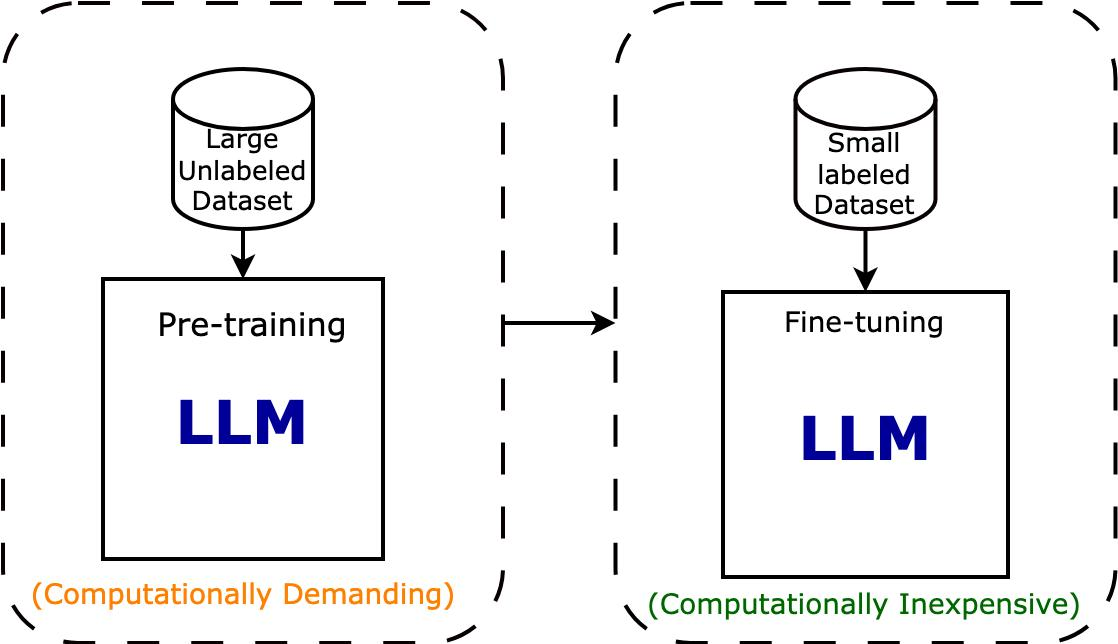 Large
Unlabeled
Dataset
Pre-training
LLM
(Computationally Demanding)
Small
labeled
Dataset
Fine-tuning
LLM
(Computationally Inexpensive)